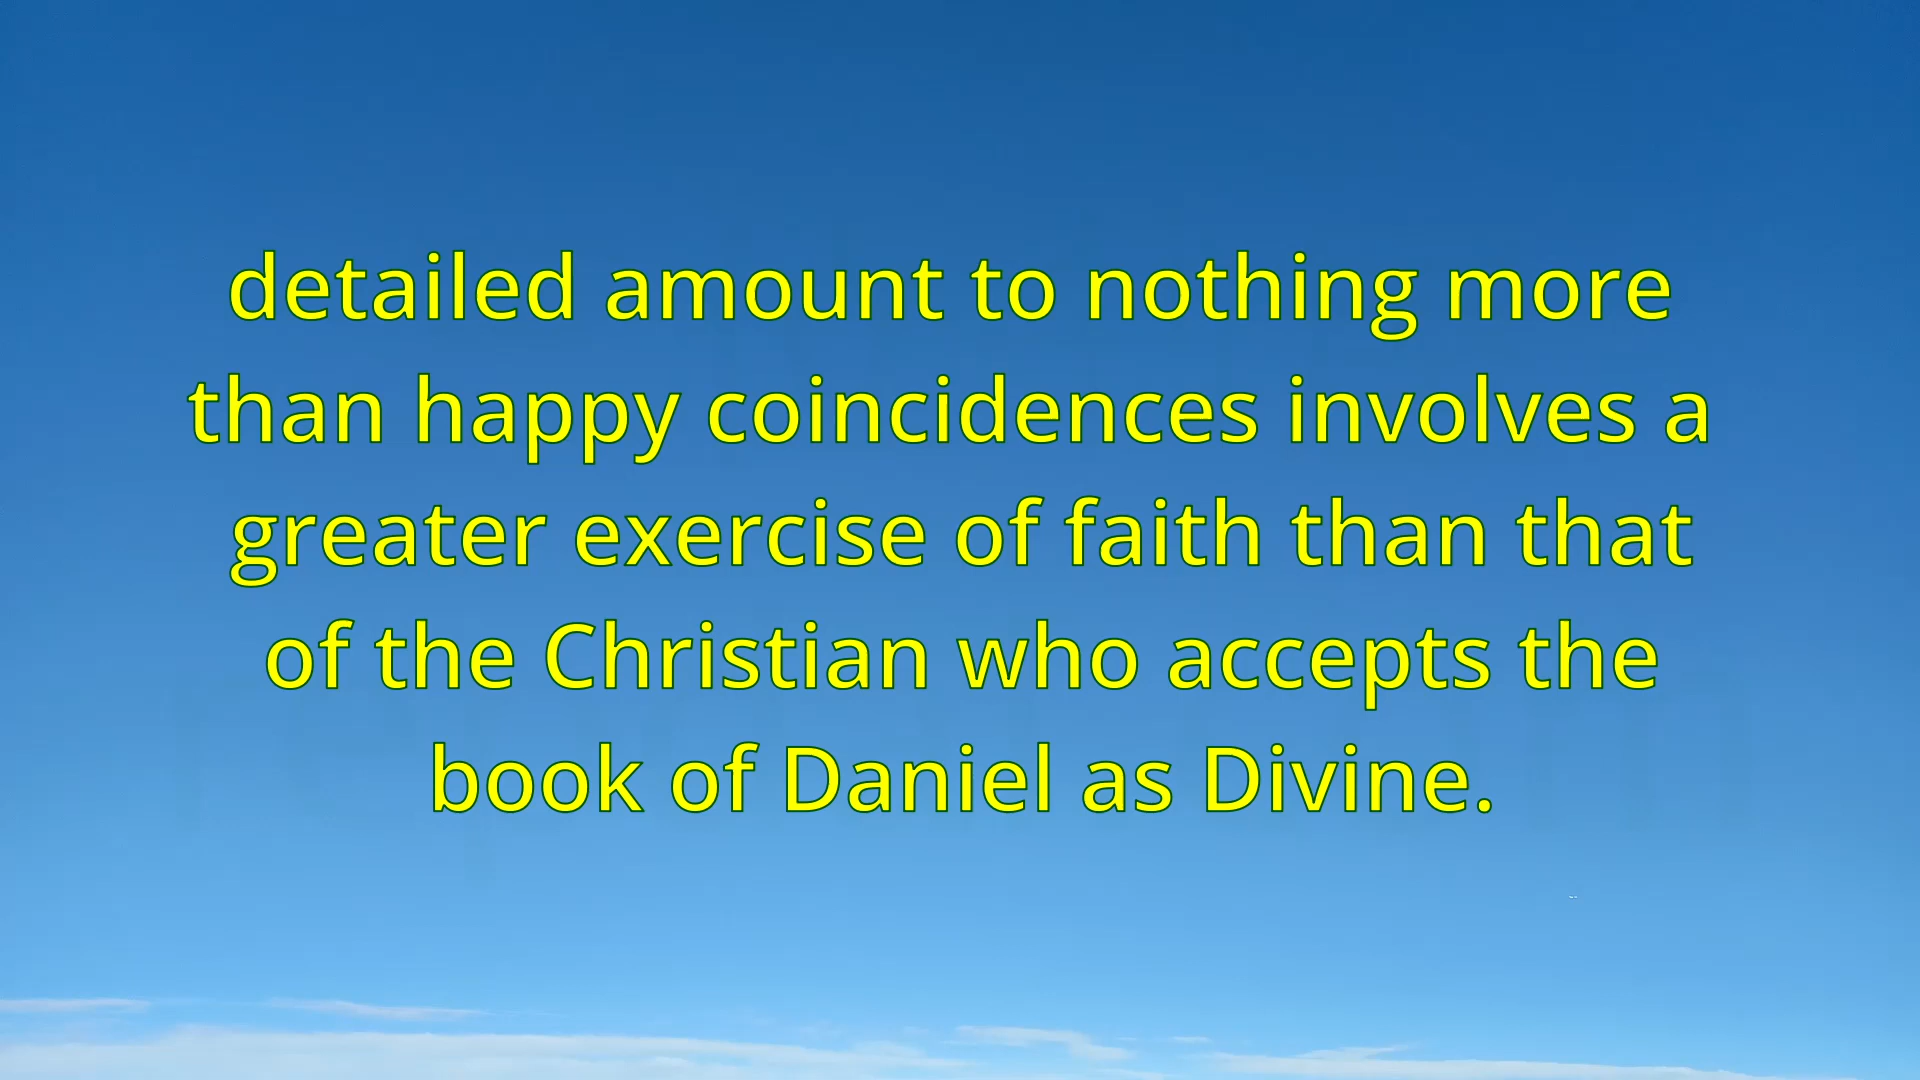 detailed amount to nothing more
than happy coincidences involves a
greater exercise of faith than that
of the Christian who accepts the
book of Daniel as Divine.